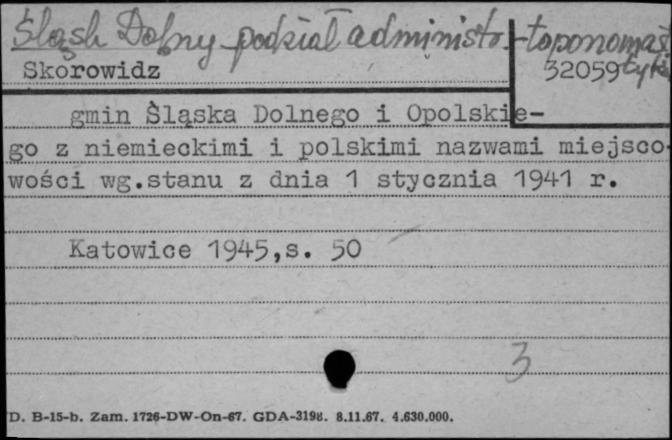 Śląsk Dolny podział administr. toponomas
Skorowidz 32059 tyka
gmin Śląska Dolnego i Opolskie-
go z niemieckimi i polskimi nazwami miejsco-
wości wg.stanu z dnia 1 stycznia 1941 r.
Katowice 1945,s. 50
3
D. B-15-b. Zam. 1726-DW-On-67. GDA-3198. 8.11.67. 4.630.000.